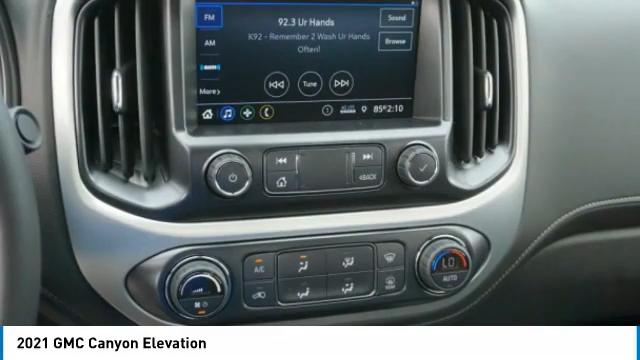 FM
92.3 Ur Hands
Sound
K92 - Remember 2 Wash Ur Hands
Often!
AM
Browse
More>
Tune
85° 2:10
<BACK
A/C
LO
AUTO
2021 GMC Canyon Elevation